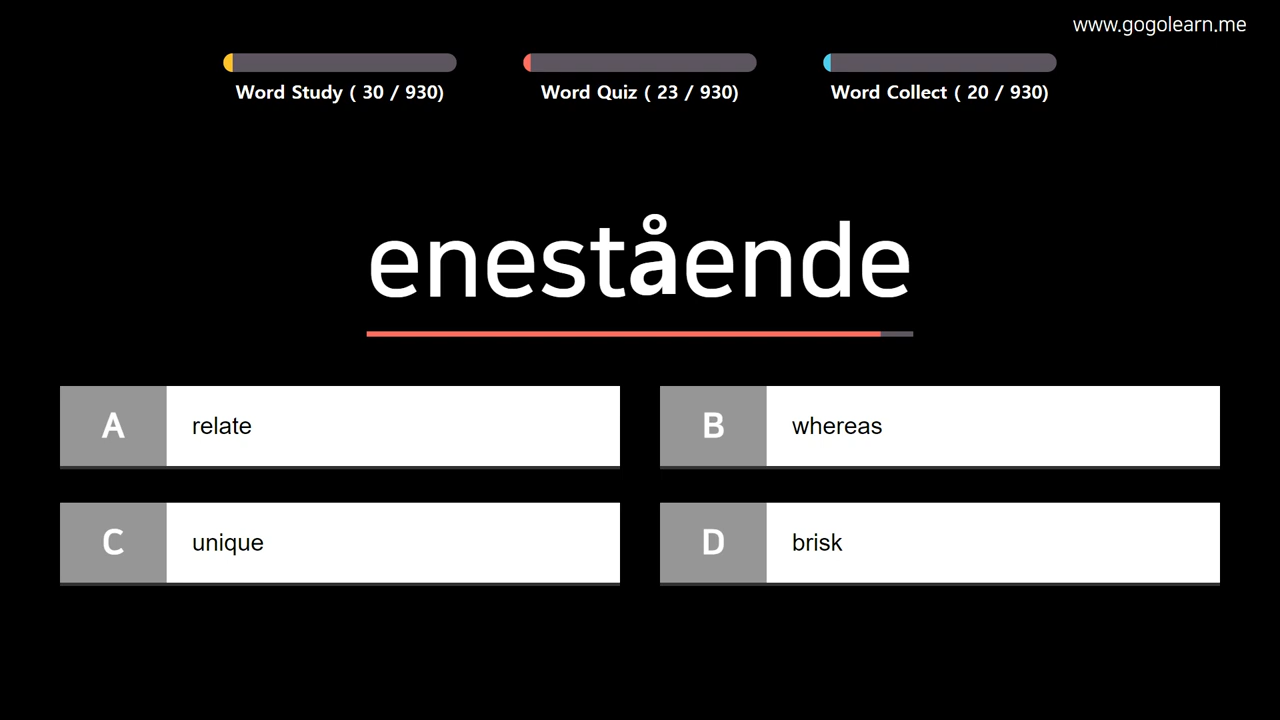 www.gogolearn.me
Word Study ( 30 / 930)
Word Quiz ( 23 / 930)
Word Collect ( 20 / 930)
enestående
A relate
B whereas
C unique
D brisk